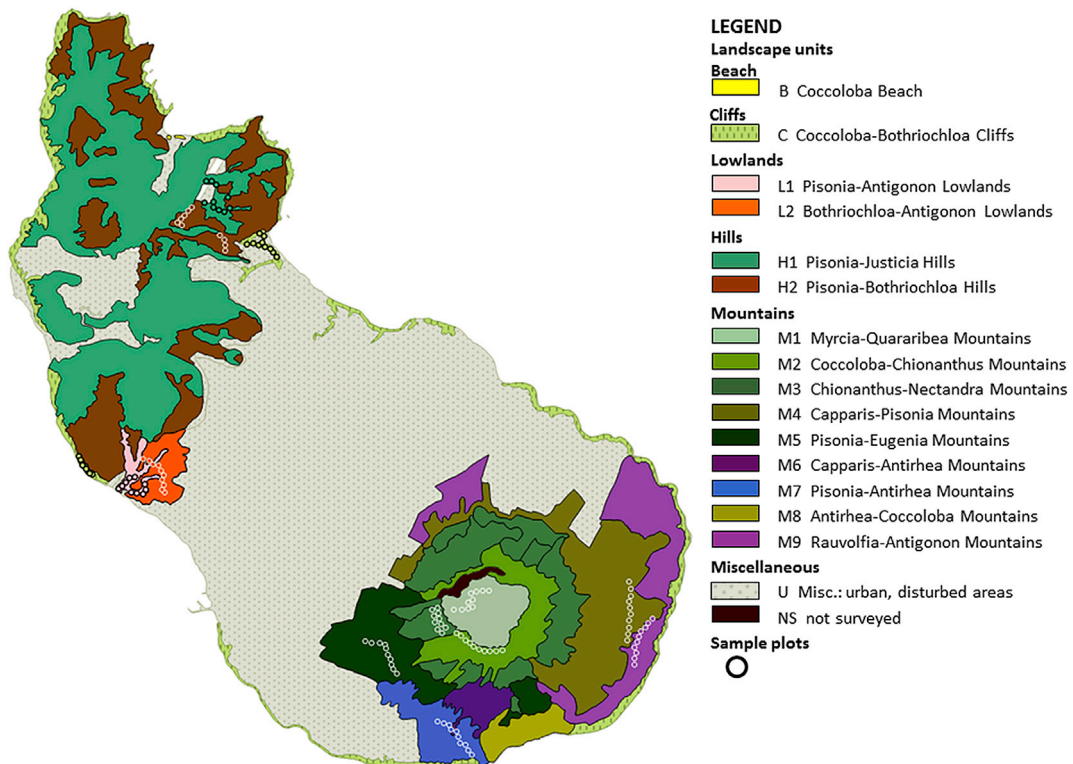 LEGEND
Landscape units
Beach
B Coccoloba Beach
Cliffs
C Coccoloba-Bothriochloa Cliffs
Lowlands
L1 Pisonia-Antigonon Lowlands
L2 Bothriochloa-Antigonon Lowlands
Hills
H1 Pisonia-Justicia Hills
H2 Pisonia-Bothriochloa Hills
Mountains
M1 Myrcia-Quararibea Mountains
M2 Coccoloba-Chionanthus Mountains
M3 Chionanthus-Nectandra Mountains
M4 Capparis-Pisonia Mountains
M5 Pisonia-Eugenia Mountains
M6 Capparis-Antirhea Mountains
M7 Pisonia-Antirhea Mountains
M8 Antirhea-Coccoloba Mountains
M9 Rauvolfia-Antigonon Mountains
Miscellaneous
U Misc.: urban, disturbed areas
NS not surveyed
Sample plots